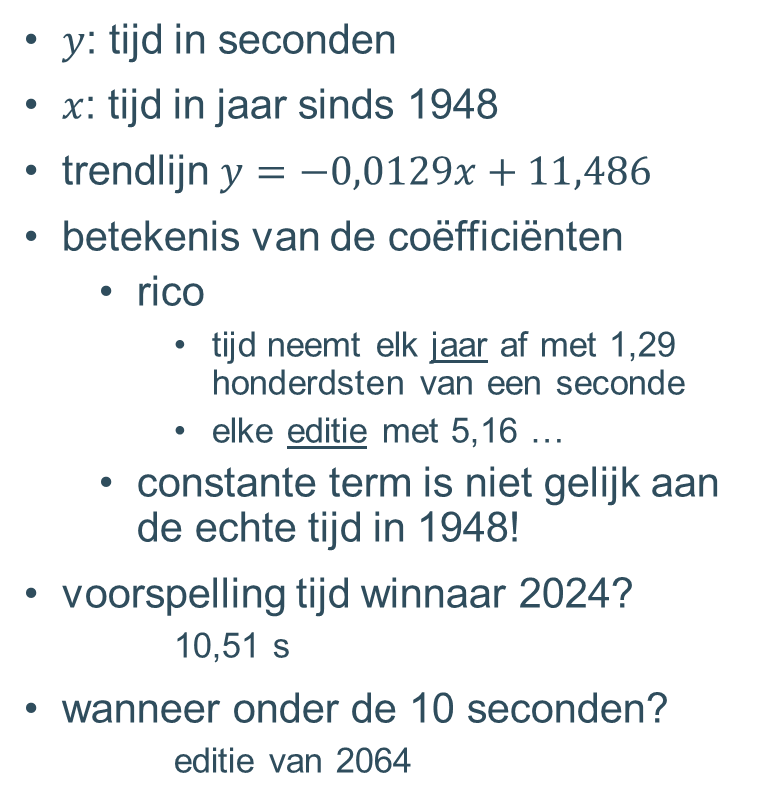 • y: tijd in seconden
• x: tijd in jaar sinds 1948
• trendlijn y = −0,0129x + 11,486
• betekenis van de coëfficiënten
• rico
• tijd neemt elk jaar af met 1,29
honderdsten van een seconde
• elke editie met 5,16 …
• constante term is niet gelijk aan
de echte tijd in 1948!
• voorspelling tijd winnaar 2024?
10,51 s
• wanneer onder de 10 seconden?
editie van 2064